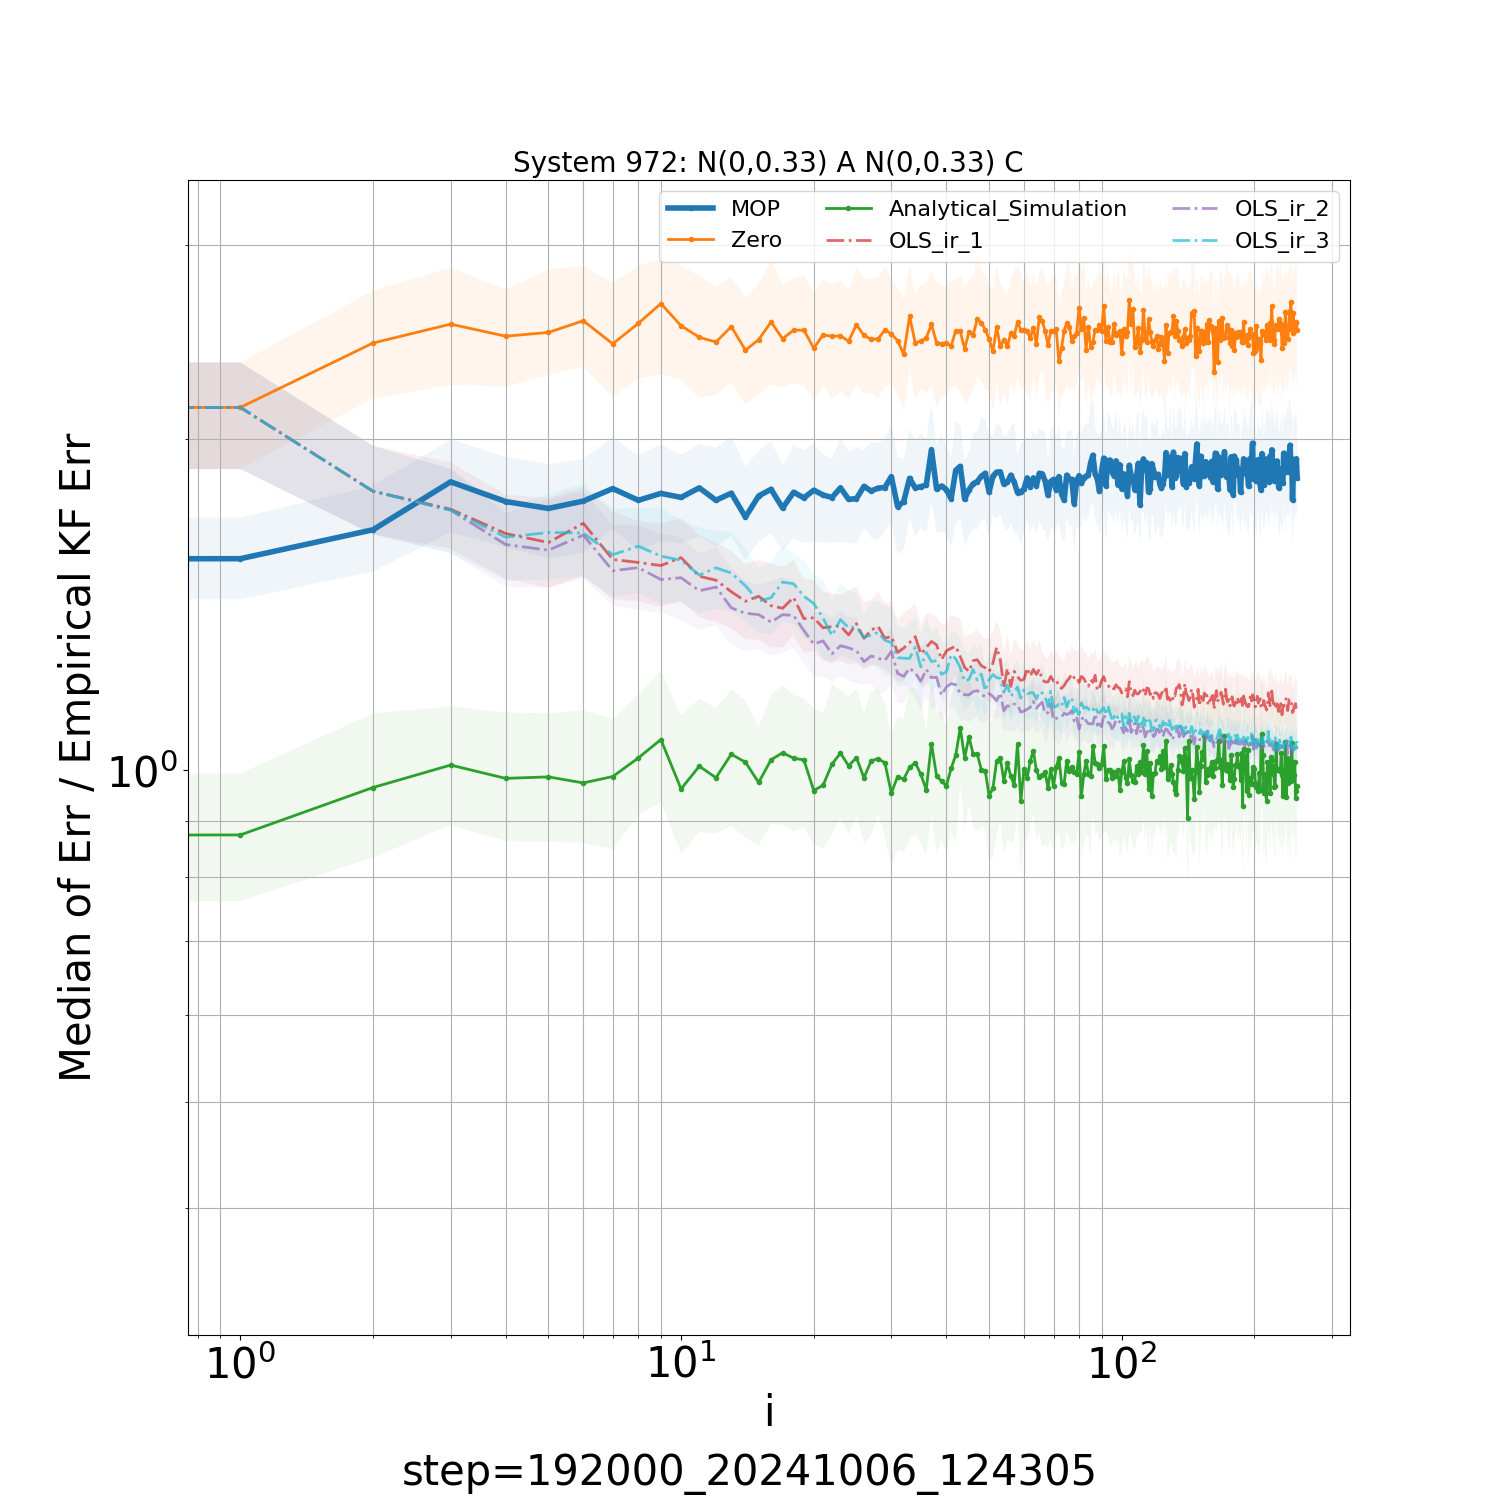 System 972: N(0,0.33) A N(0,0.33) C
MOP
Zero
Analytical_Simulation
OLS_ir_1
OLS_ir_2
OLS_ir_3
Median of Err / Empirical KF Err
10⁰
10⁰
10¹
10²
i
step=192000_20241006_124305